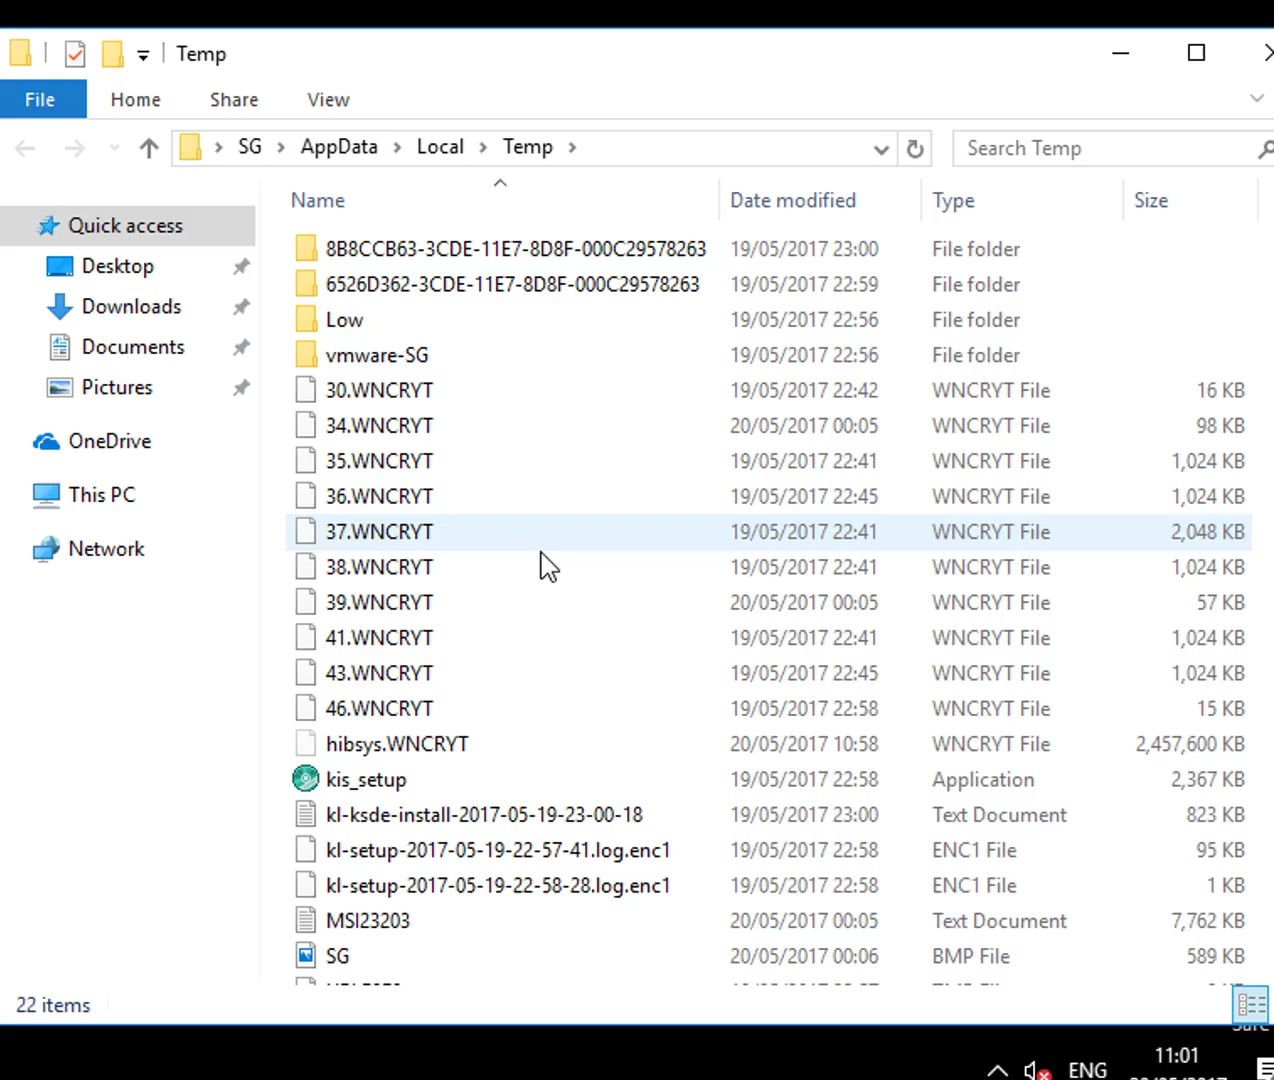 Temp
File Home Share View
SG AppData Local Temp
Search Temp
Name Date modified Type Size
Quick access
Desktop
Downloads
Documents
Pictures
OneDrive
This PC
Network
8B8CCB63-3CDE-11E7-8D8F-000C29578263 19/05/2017 23:00 File folder
6526D362-3CDE-11E7-8D8F-000C29578263 19/05/2017 22:59 File folder
Low 19/05/2017 22:56 File folder
vmware-SG 19/05/2017 22:56 File folder
30.WNCRYT 19/05/2017 22:42 WNCRYT File 16 KB
34.WNCRYT 20/05/2017 00:05 WNCRYT File 98 KB
35.WNCRYT 19/05/2017 22:41 WNCRYT File 1,024 KB
36.WNCRYT 19/05/2017 22:45 WNCRYT File 1,024 KB
37.WNCRYT 19/05/2017 22:41 WNCRYT File 2,048 KB
38.WNCRYT 19/05/2017 22:41 WNCRYT File 1,024 KB
39.WNCRYT 20/05/2017 00:05 WNCRYT File 57 KB
41.WNCRYT 19/05/2017 22:41 WNCRYT File 1,024 KB
43.WNCRYT 19/05/2017 22:45 WNCRYT File 1,024 KB
46.WNCRYT 19/05/2017 22:58 WNCRYT File 15 KB
hibsys.WNCRYT 20/05/2017 10:58 WNCRYT File 2,457,600 KB
kis_setup 19/05/2017 22:58 Application 2,367 KB
kl-ksde-install-2017-05-19-23-00-18 19/05/2017 23:00 Text Document 823 KB
kl-setup-2017-05-19-22-57-41.log.enc1 19/05/2017 22:58 ENC1 File 95 KB
kl-setup-2017-05-19-22-58-28.log.enc1 19/05/2017 22:58 ENC1 File 1 KB
MSI23203 20/05/2017 00:05 Text Document 7,762 KB
SG 20/05/2017 00:06 BMP File 589 KB
22 items
ENG
11:01